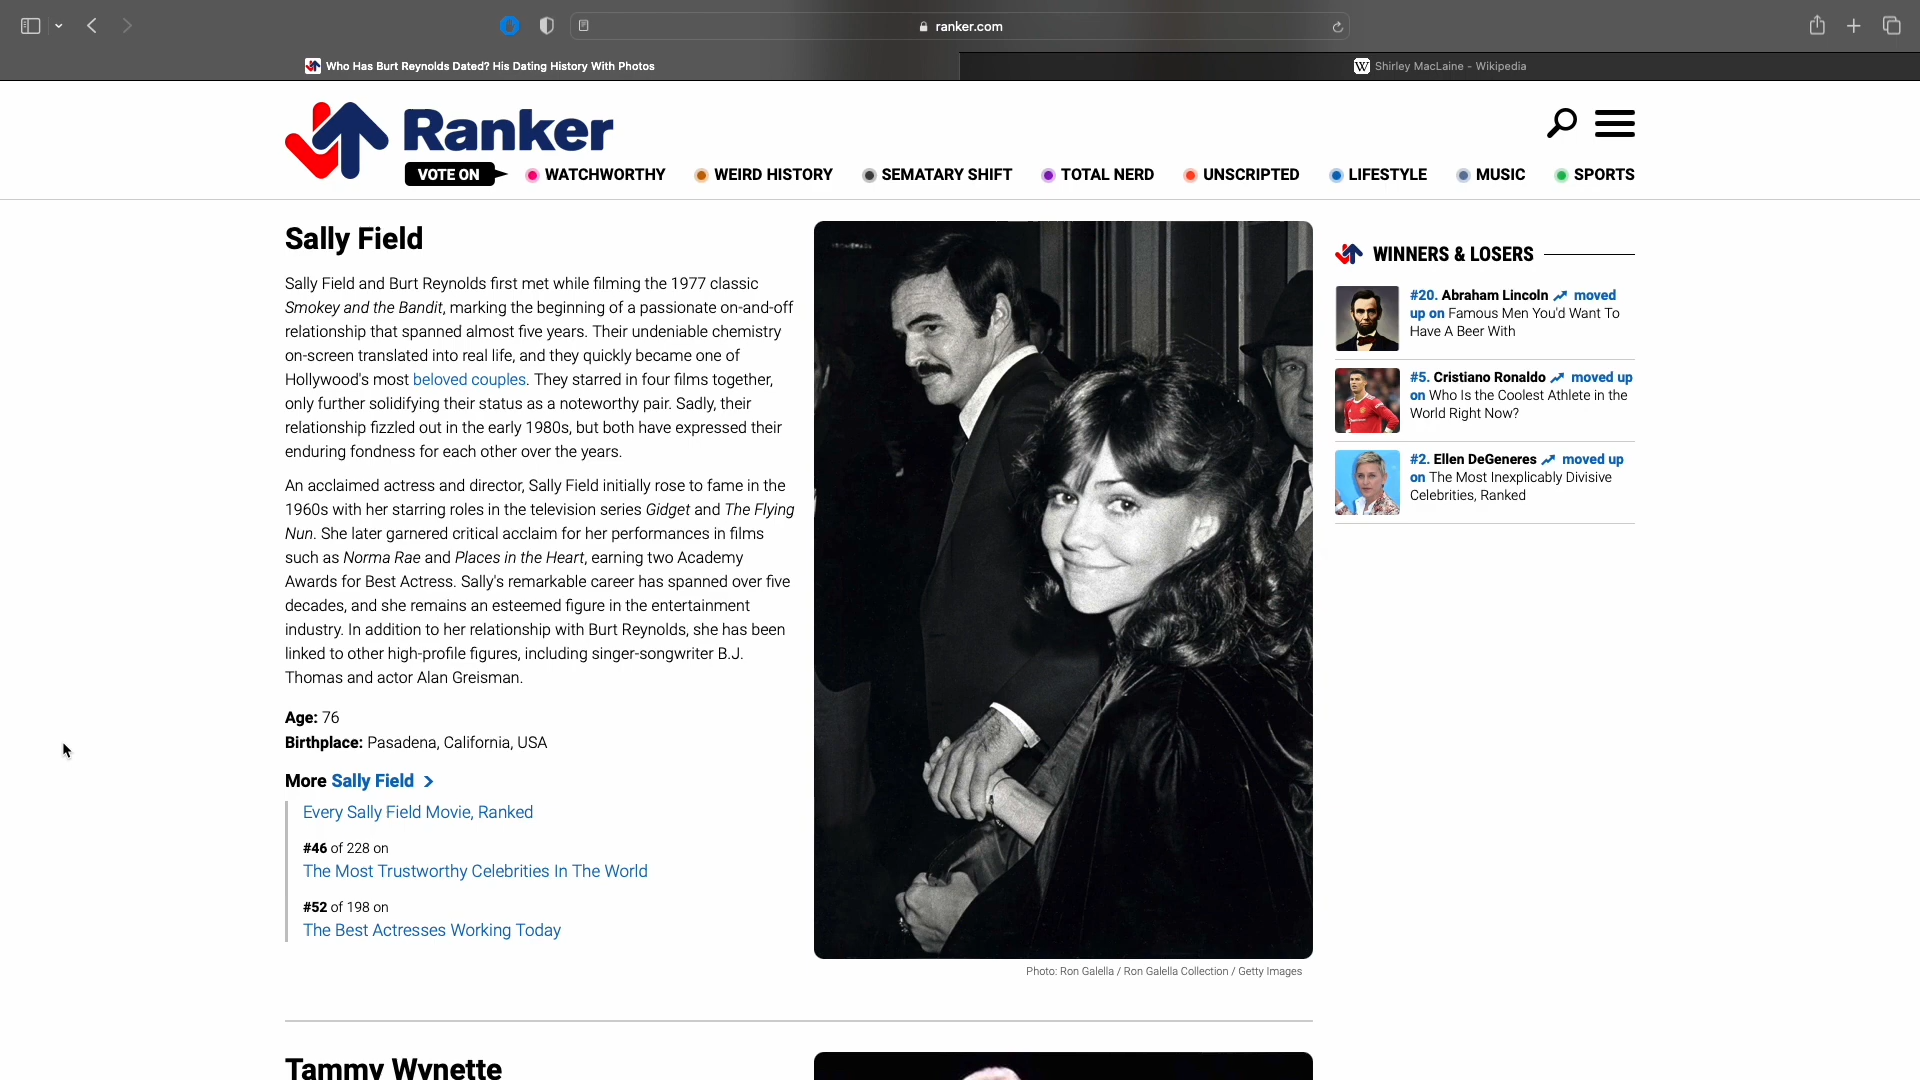 ranker.com
Who Has Burt Reynolds Dated? His Dating History With Photos
W Shirley MacLaine - Wikipedia
Ranker
VOTE ON
WATCHWORTHY
WEIRD HISTORY
SEMATARY SHIFT
TOTAL NERD
UNSCRIPTED
LIFESTYLE
MUSIC
SPORTS
Sally Field
Sally Field and Burt Reynolds first met while filming the 1977 classic
Smokey and the Bandit, marking the beginning of a passionate on-and-off
relationship that spanned almost five years. Their undeniable chemistry
on-screen translated into real life, and they quickly became one of
Hollywood's most beloved couples. They starred in four films together,
only further solidifying their status as a noteworthy pair. Sadly, their
relationship fizzled out in the early 1980s, but both have expressed their
enduring fondness for each other over the years.
An acclaimed actress and director, Sally Field initially rose to fame in the
1960s with her starring roles in the television series Gidget and The Flying
Nun. She later garnered critical acclaim for her performances in films
such as Norma Rae and Places in the Heart, earning two Academy
Awards for Best Actress. Sally's remarkable career has spanned over five
decades, and she remains an esteemed figure in the entertainment
industry. In addition to her relationship with Burt Reynolds, she has been
linked to other high-profile figures, including singer-songwriter B.J.
Thomas and actor Alan Greisman.
Age: 76
Birthplace: Pasadena, California, USA
More Sally Field >
Every Sally Field Movie, Ranked
#46 of 228 on
The Most Trustworthy Celebrities In The World
#52 of 198 on
The Best Actresses Working Today
Photo: Ron Galella / Ron Galella Collection / Getty Images
WINNERS & LOSERS
#20. Abraham Lincoln moved
up on Famous Men You'd Want To
Have A Beer With
#5. Cristiano Ronaldo moved up
on Who Is the Coolest Athlete in the
World Right Now?
#2. Ellen DeGeneres moved up
on The Most Inexplicably Divisive
Celebrities, Ranked
Tammy Wynette